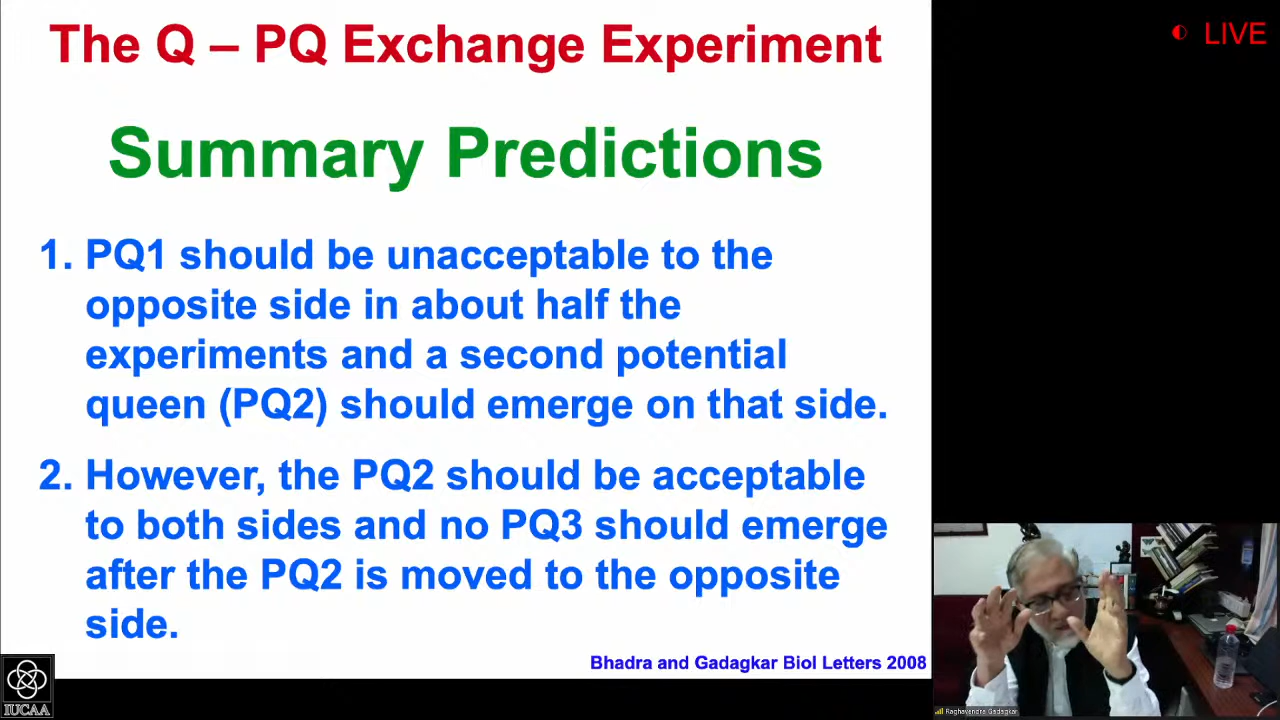 The Q – PQ Exchange Experiment
LIVE
Summary Predictions
1. PQ1 should be unacceptable to the
opposite side in about half the
experiments and a second potential
queen (PQ2) should emerge on that side.
2. However, the PQ2 should be acceptable
to both sides and no PQ3 should emerge
after the PQ2 is moved to the opposite
side.
Bhadra and Gadagkar Biol Letters 2008
IUCAA
Raghavendra Gadagkar